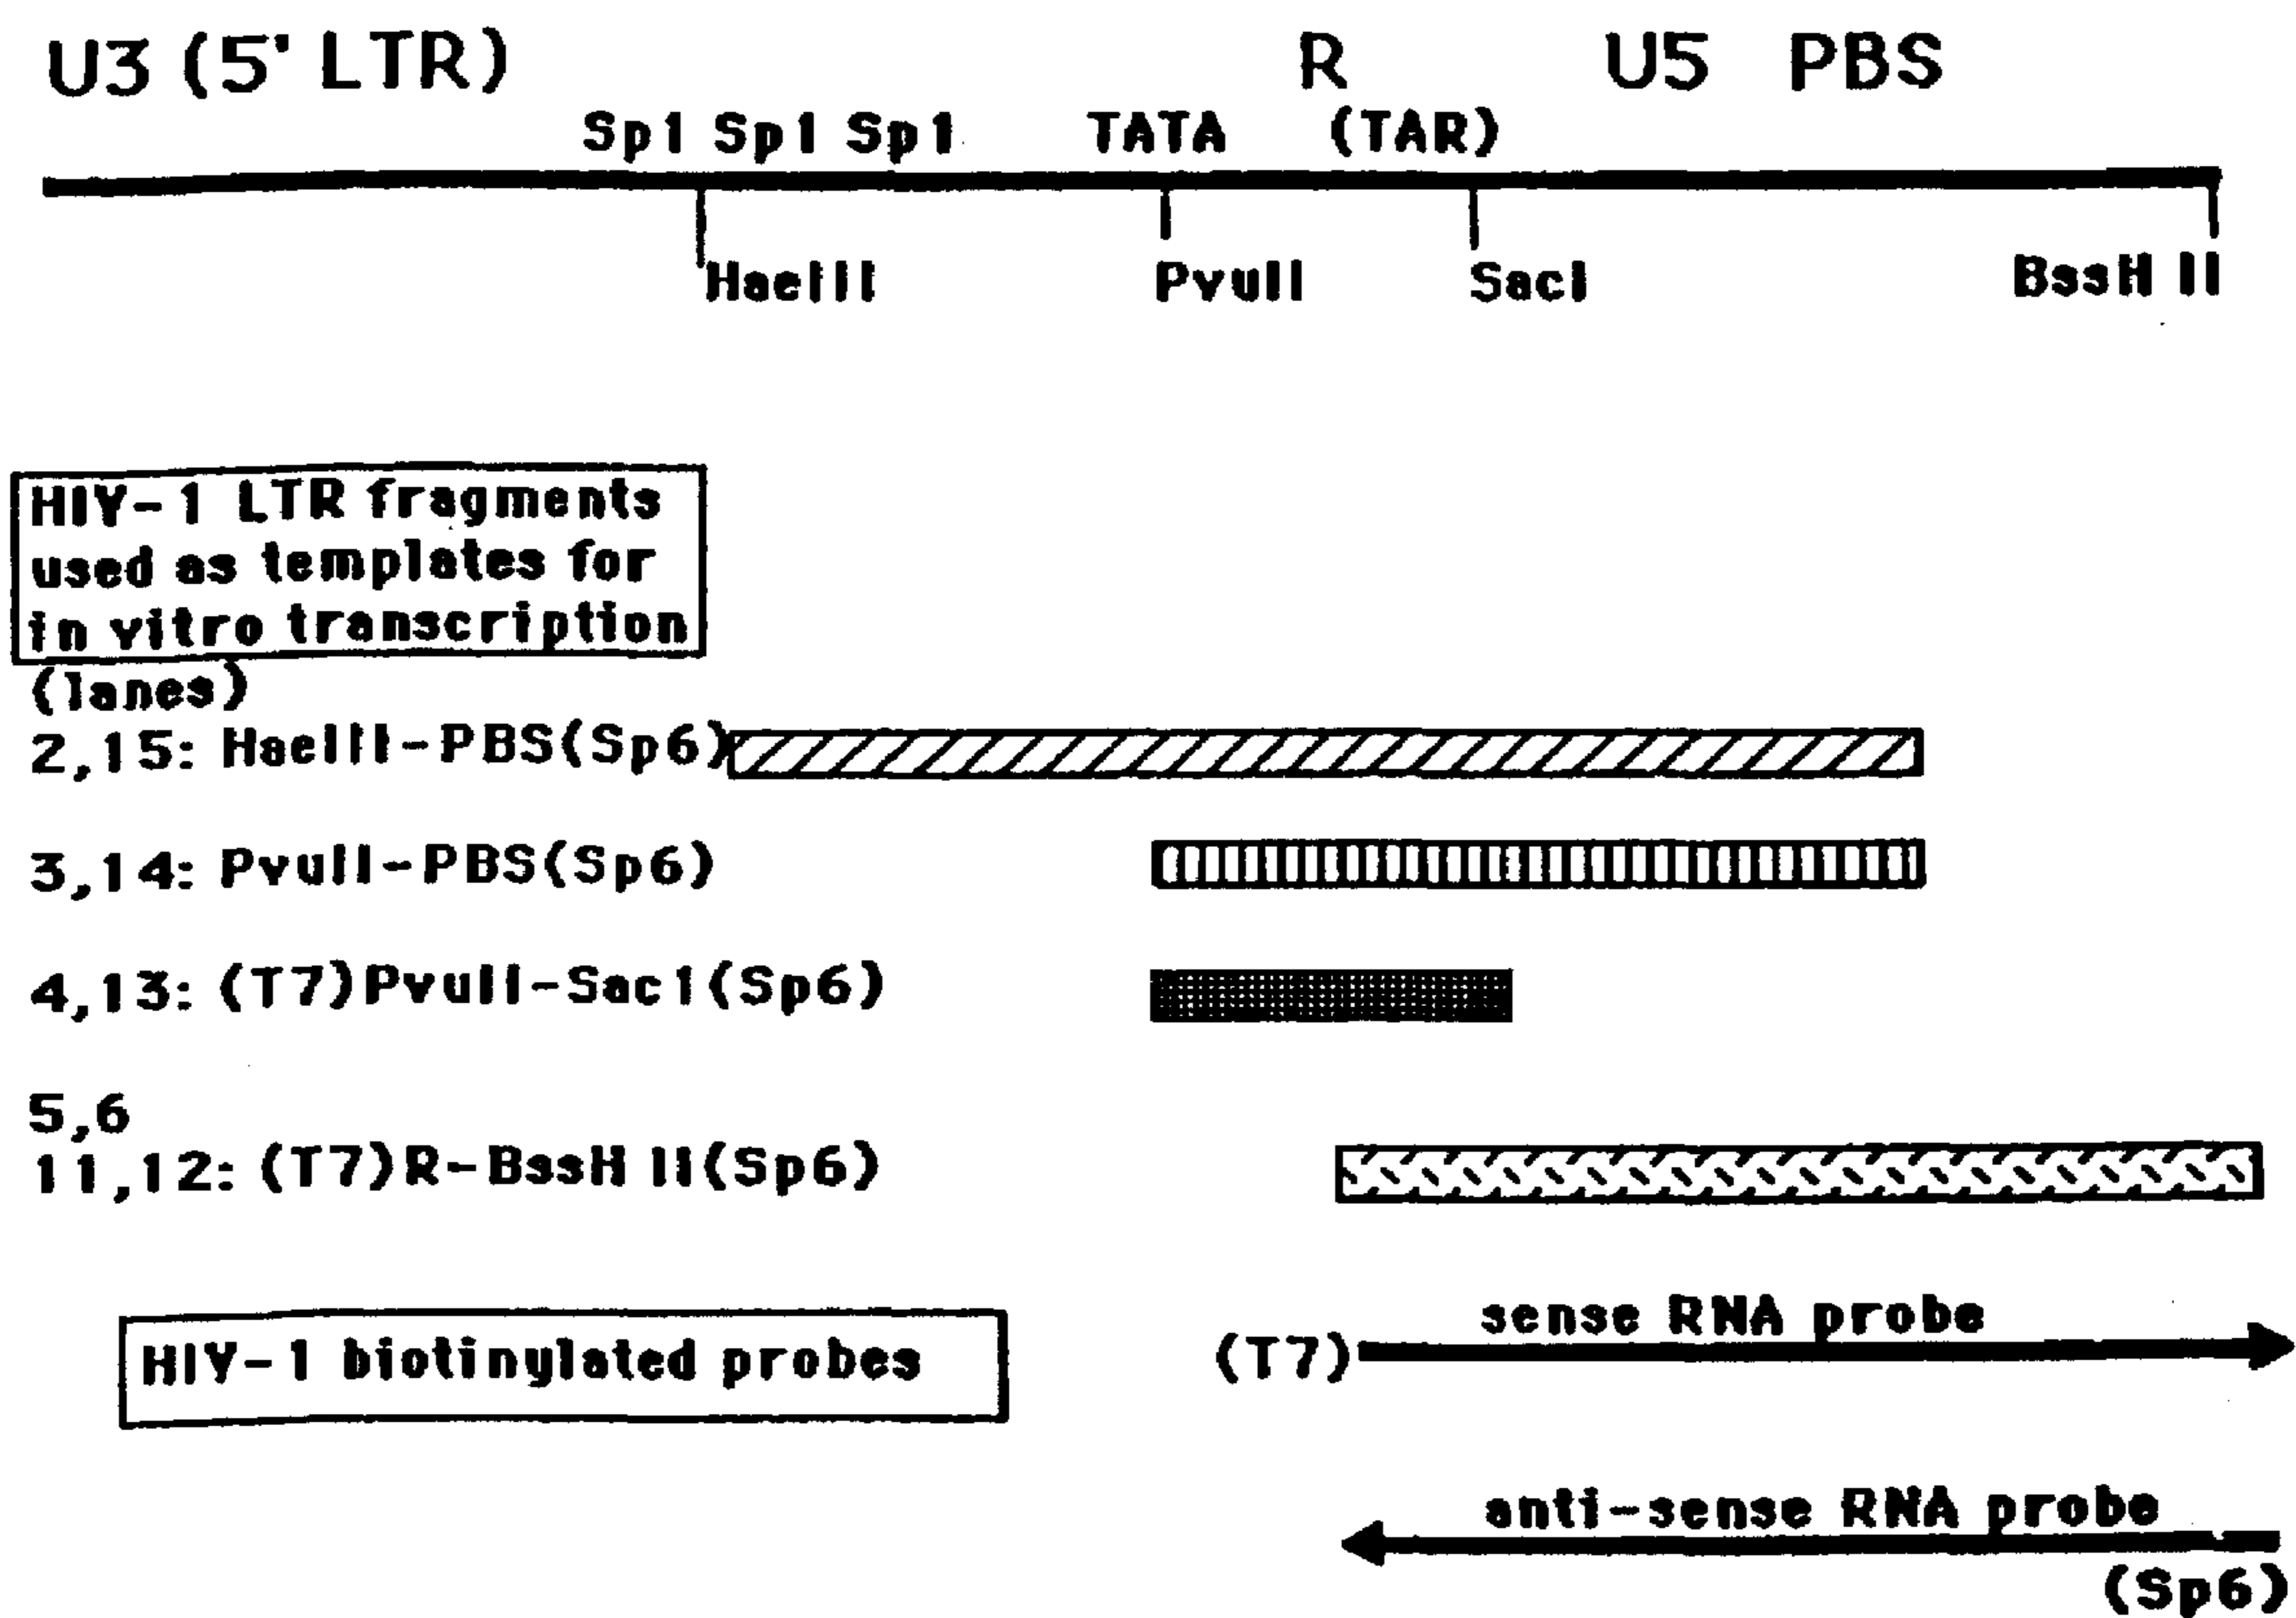 U3 (5' LTR) R U5 PBS
Sp1 Sp1 Sp1 TATA (TAR)
HaeIII PvuII SacI BssH II
HIV-1 LTR fragments
used as templates for
in vitro transcription
(lanes)
2,15: HaeIII-PBS(Sp6)
3,14: PvuII-PBS(Sp6)
4,13: (T7)PvuII-Sac1(Sp6)
5,6
11,12: (T7)R-BssH II(Sp6)
sense RNA probe
HIV-1 biotinylated probes (T7)
anti-sense RNA probe
(Sp6)